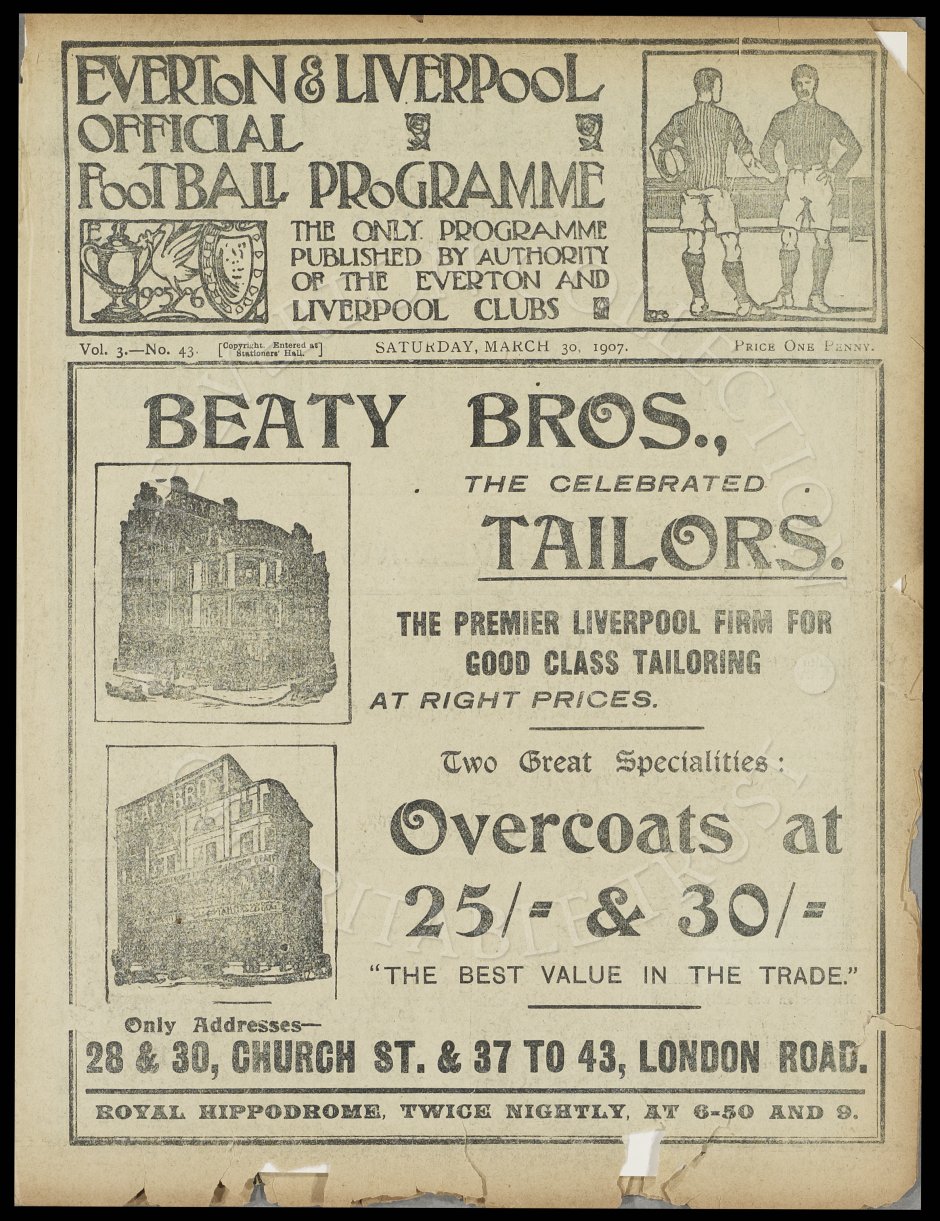 EVERTON & LIVERPOOL
OFFICIAL
FOOTBALL PROGRAMME
THE ONLY PROGRAMME
PUBLISHED BY AUTHORITY
OF THE EVERTON AND
LIVERPOOL CLUBS
E
1905 6
Vol. 3.—No. 43. [Copyright. Entered at Stationers' Hall.] SATURDAY, MARCH 30, 1907. PRICE ONE PENNY.
BEATY BROS.,
. THE CELEBRATED .
TAILORS.
THE PREMIER LIVERPOOL FIRM FOR
GOOD CLASS TAILORING
AT RIGHT PRICES.
Two Great Specialities:
Overcoats at
25/= & 30/=
"THE BEST VALUE IN THE TRADE."
Only Addresses—
28 & 30, CHURCH ST. & 37 TO 43, LONDON ROAD.
ROYAL HIPPODROME, TWICE NIGHTLY, AT 6-50 AND 9.